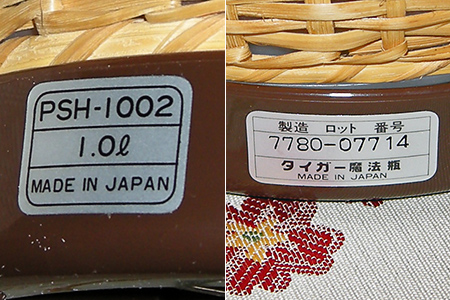 PSH-1002
1.0ℓ
MADE IN JAPAN
製造 ロット 番号
7780-07714
タイガー魔法瓶
MADE IN JAPAN